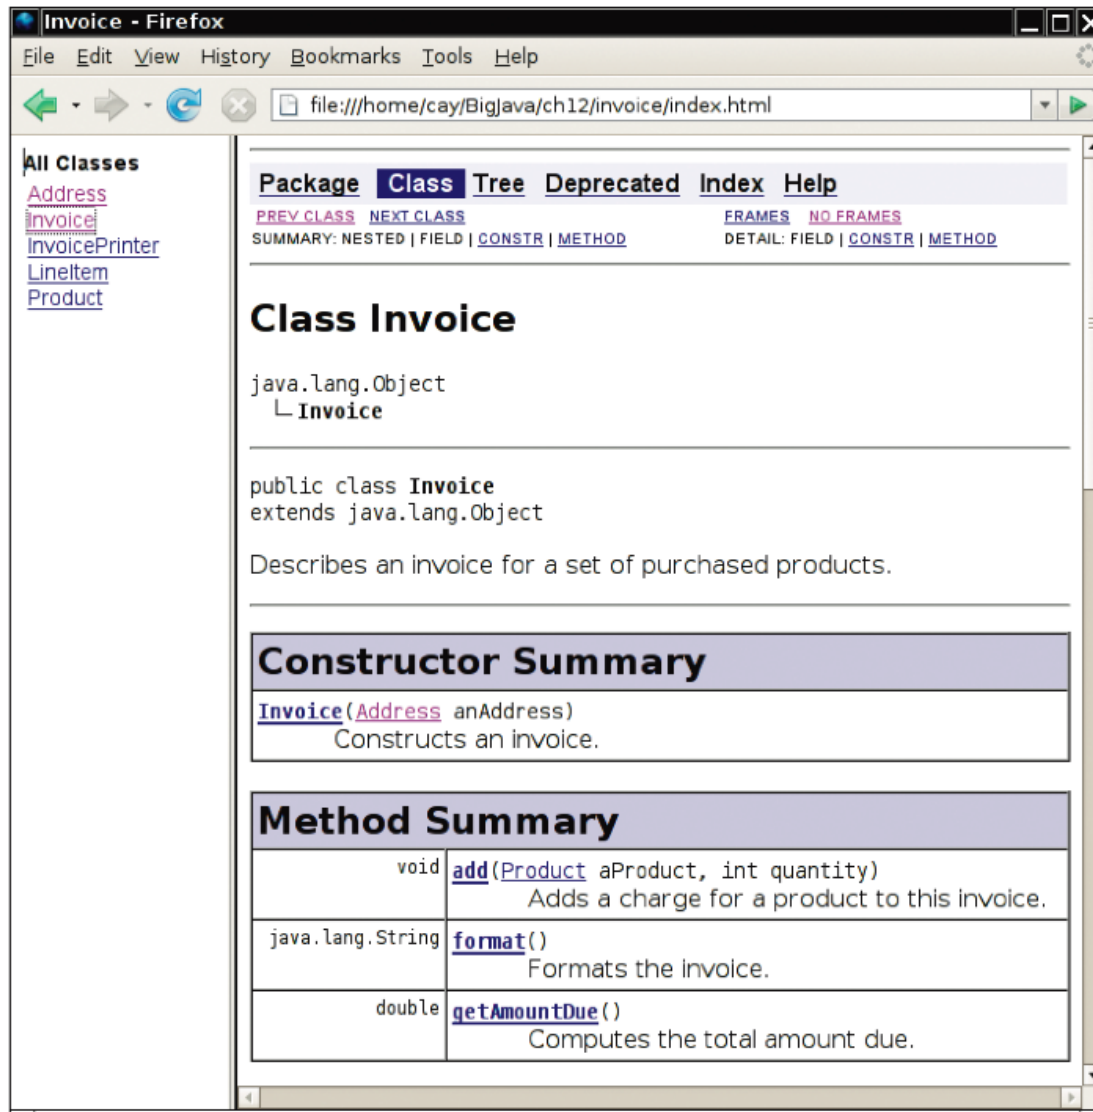 Invoice - Firefox
File Edit View History Bookmarks Tools Help
file:///home/cay/BigJava/ch12/invoice/index.html
All Classes
Address
Invoice
InvoicePrinter
LineItem
Product
Package Class Tree Deprecated Index Help
PREV CLASS NEXT CLASS FRAMES NO FRAMES
SUMMARY: NESTED | FIELD | CONSTR | METHOD DETAIL: FIELD | CONSTR | METHOD
Class Invoice
java.lang.Object
Invoice
public class Invoice
extends java.lang.Object
Describes an invoice for a set of purchased products.
Constructor Summary
Invoice(Address anAddress)
Constructs an invoice.
Method Summary
void add(Product aProduct, int quantity)
Adds a charge for a product to this invoice.
java.lang.String format()
Formats the invoice.
double getAmountDue()
Computes the total amount due.